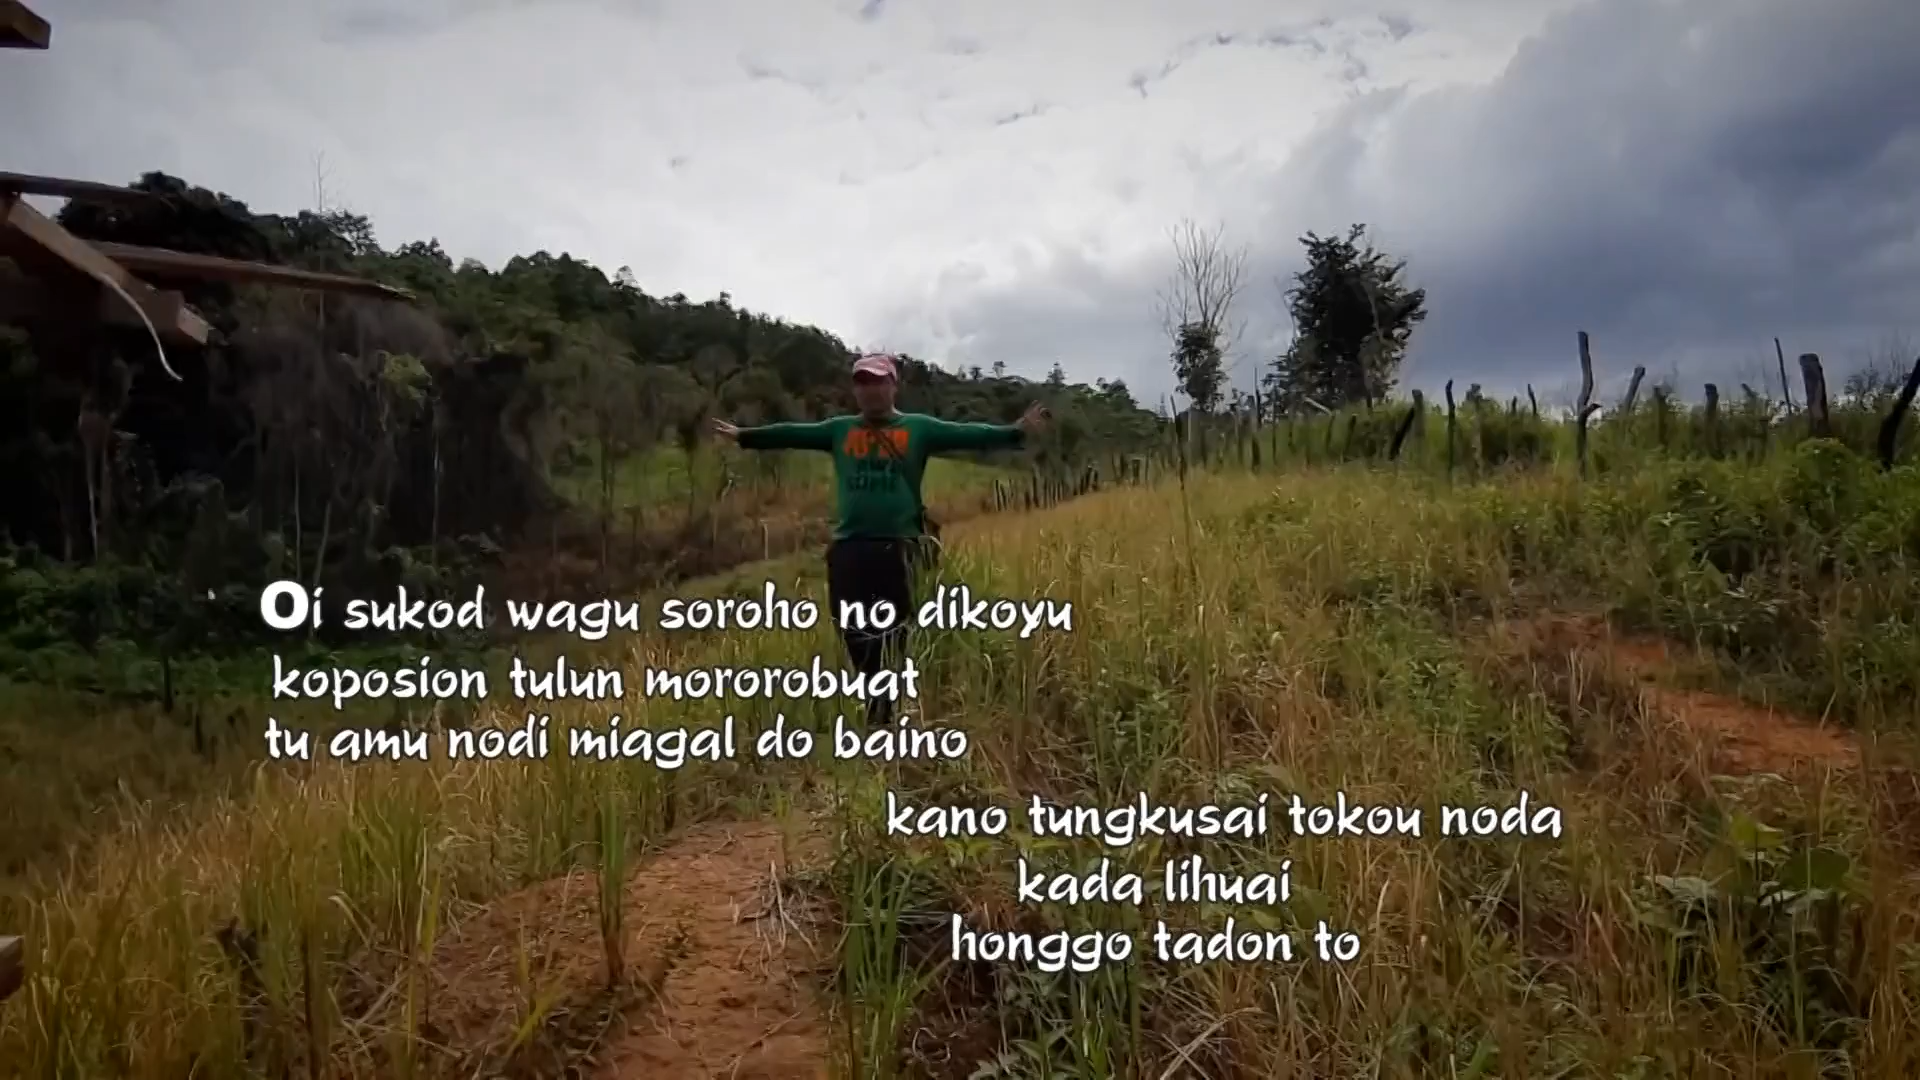 Oi sukod wagu soroho no dikoyu
koposion tulun mororobuat
tu amu nodi miagal do baino
kano tungkusai tokou noda
kada lihuai
honggo tadon to